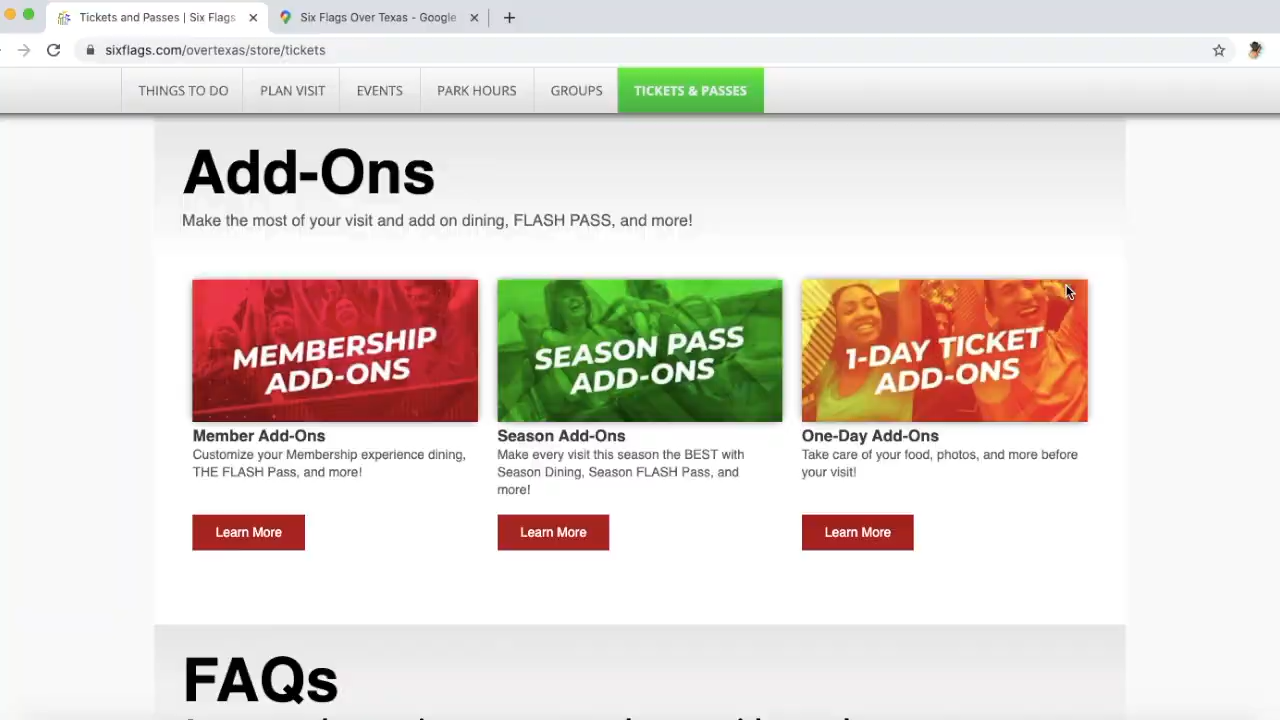 Tickets and Passes | Six Flags
Six Flags Over Texas - Google
sixflags.com/overtexas/store/tickets
THINGS TO DO
PLAN VISIT
EVENTS
PARK HOURS
GROUPS
TICKETS & PASSES
Add-Ons
Make the most of your visit and add on dining, FLASH PASS, and more!
MEMBERSHIP
ADD-ONS
Member Add-Ons
Customize your Membership experience dining,
THE FLASH Pass, and more!
Learn More
SEASON PASS
ADD-ONS
Season Add-Ons
Make every visit this season the BEST with
Season Dining, Season FLASH Pass, and
more!
Learn More
1-DAY TICKET
ADD-ONS
One-Day Add-Ons
Take care of your food, photos, and more before
your visit!
Learn More
FAQs